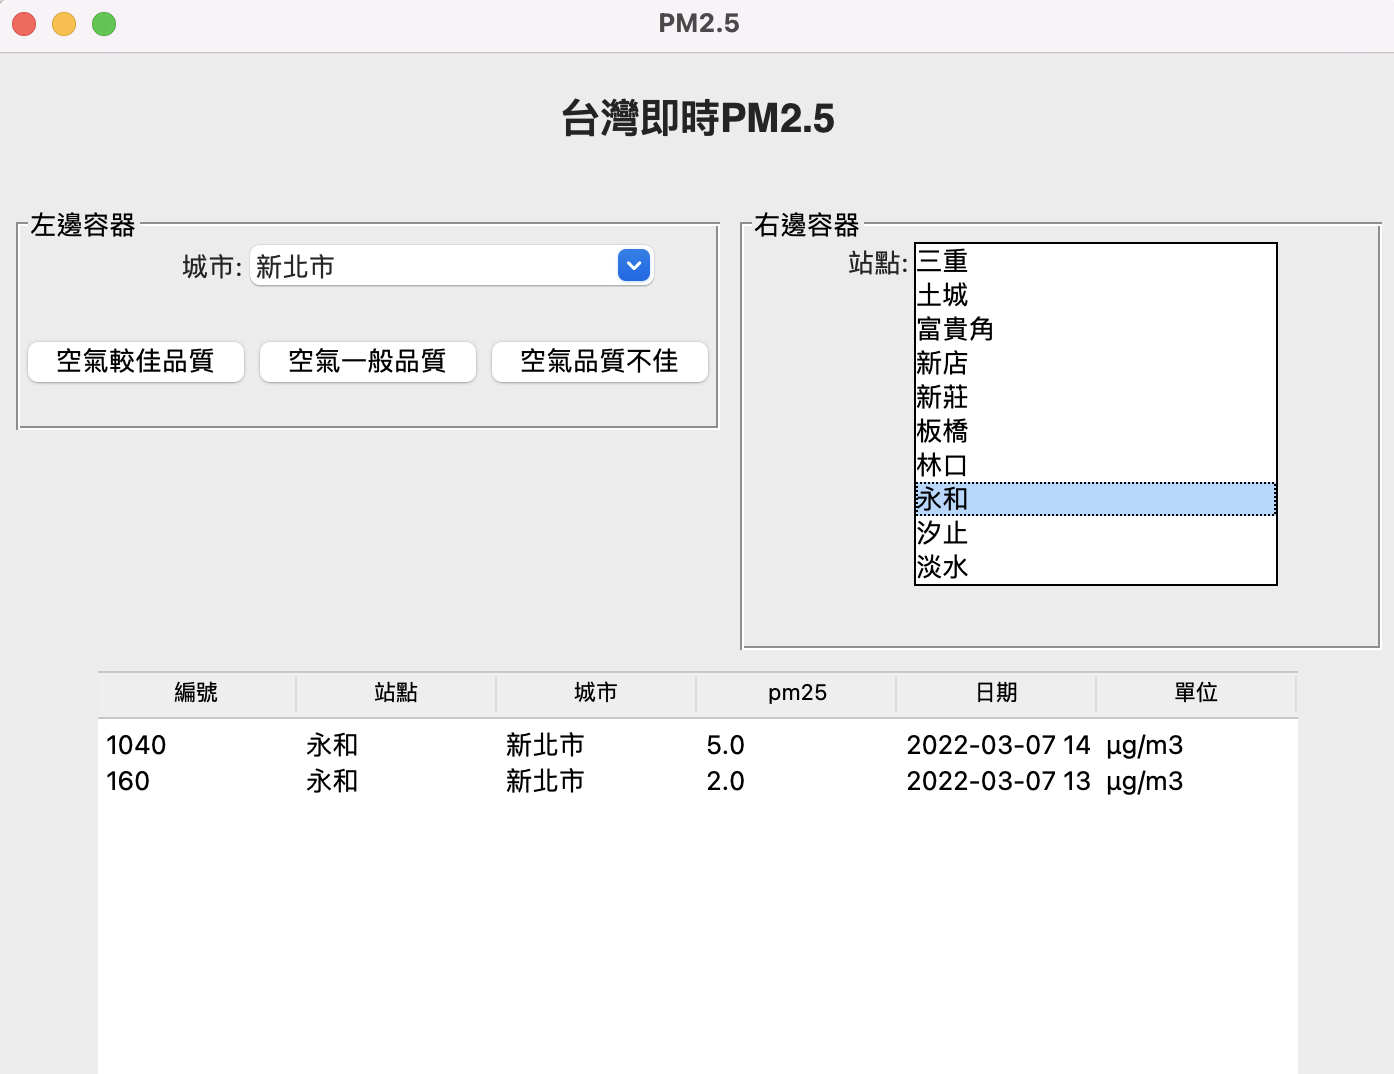 PM2.5
台灣即時PM2.5
左邊容器
城市: 新北市
空氣較佳品質 空氣一般品質 空氣品質不佳
右邊容器
站點:
三重
土城
富貴角
新店
新莊
板橋
林口
永和
汐止
淡水
編號 站點 城市 pm25 日期 單位
1040 永和 新北市 5.0 2022-03-07 14 μg/m3
160 永和 新北市 2.0 2022-03-07 13 μg/m3